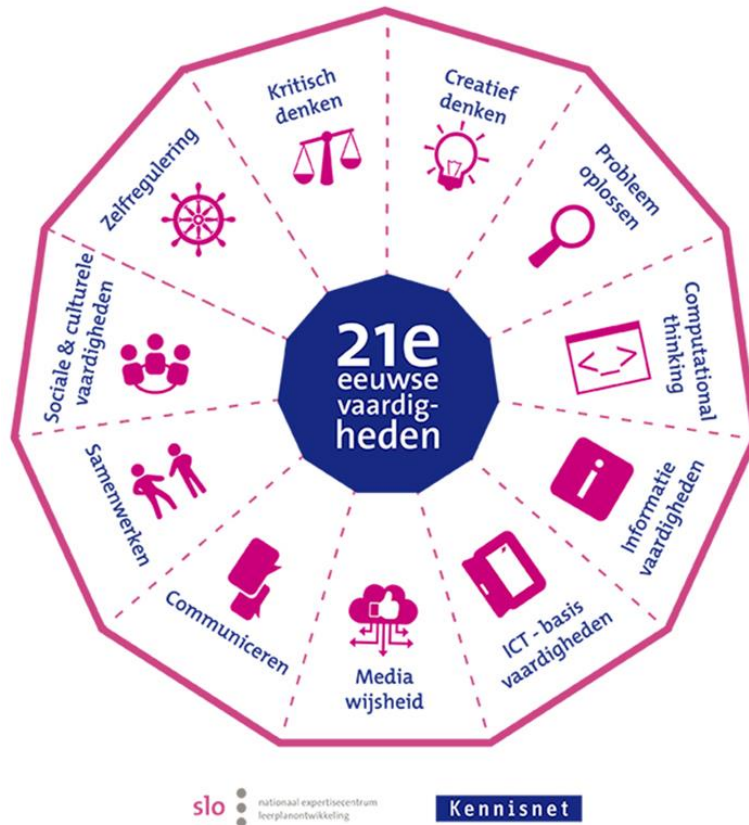 Kritisch
denken
Creatief
denken
Probleem
oplossen
Computational
thinking
Informatie
vaardigheden
ICT - basis
vaardigheden
Media
wijsheid
Communiceren
Samenwerken
Sociale & culturele
vaardigheden
Zelfregulering
21e
eeuwse
vaardig-
heden
<_>
i
slo
nationaal expertisecentrum
leerplanontwikkeling
Kennisnet